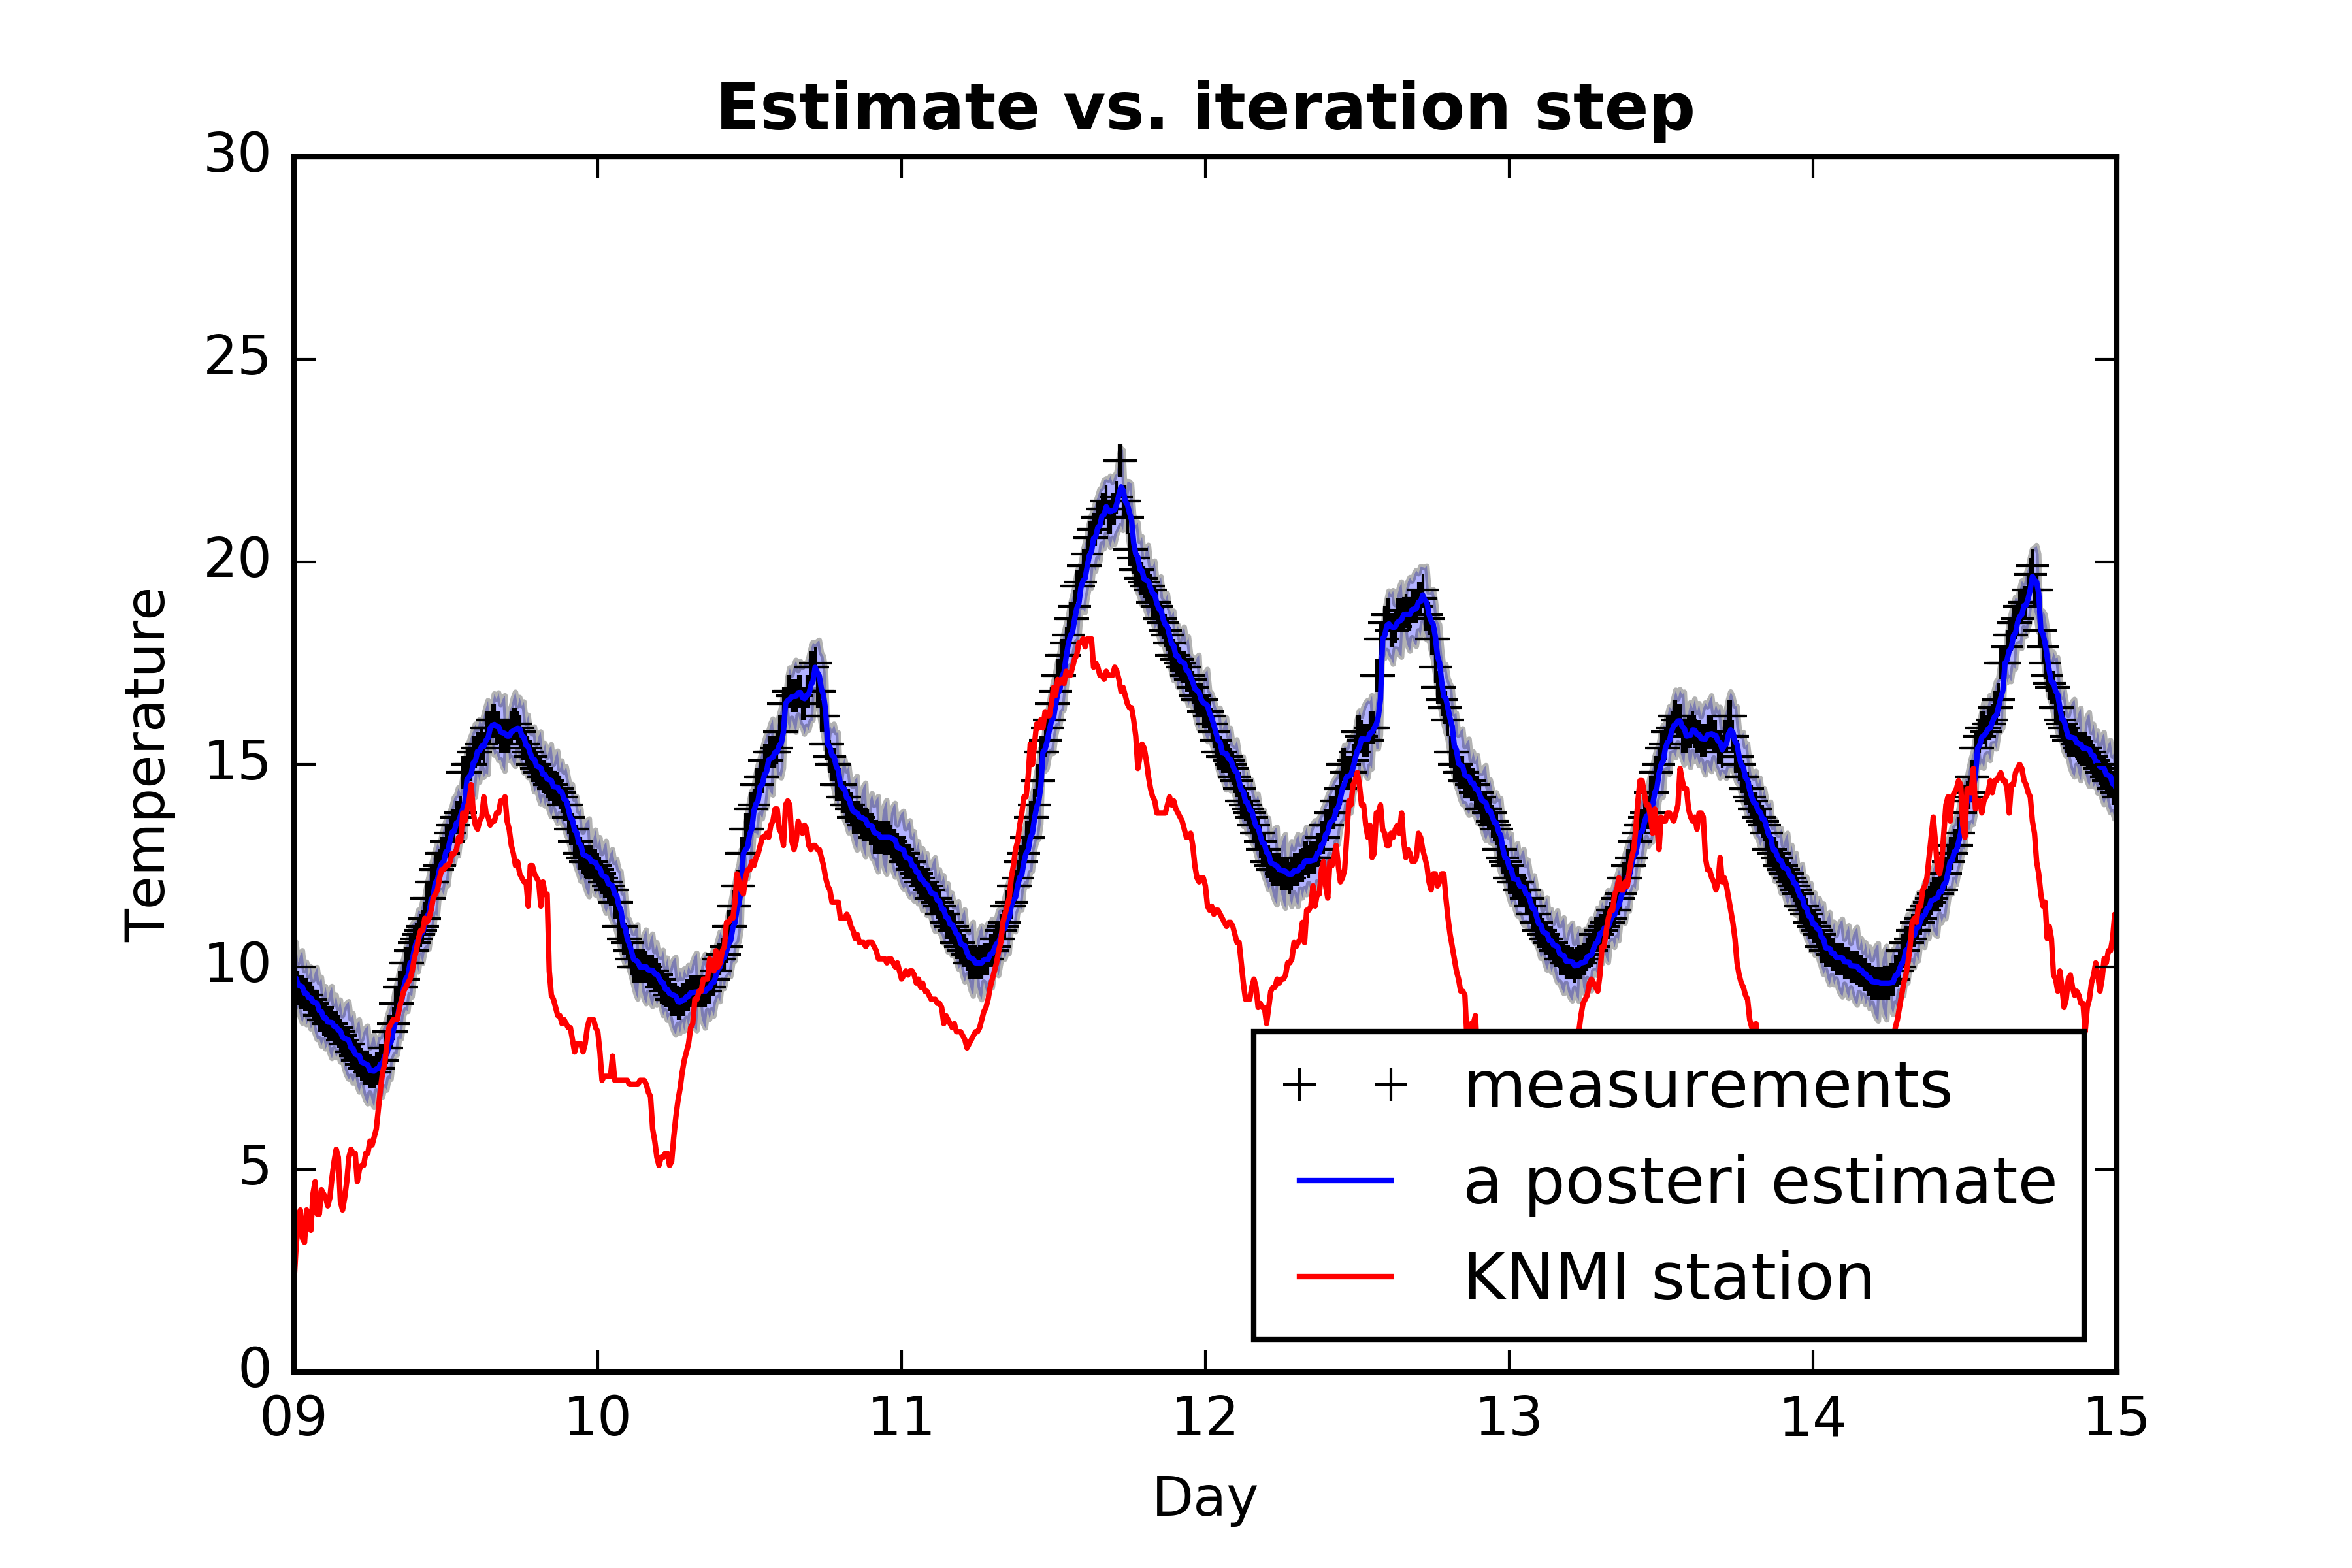 Estimate vs. iteration step
30
25
20
15
10
5
0
Temperature
measurements
a posteri estimate
KNMI station
09 10 11 12 13 14 15
Day